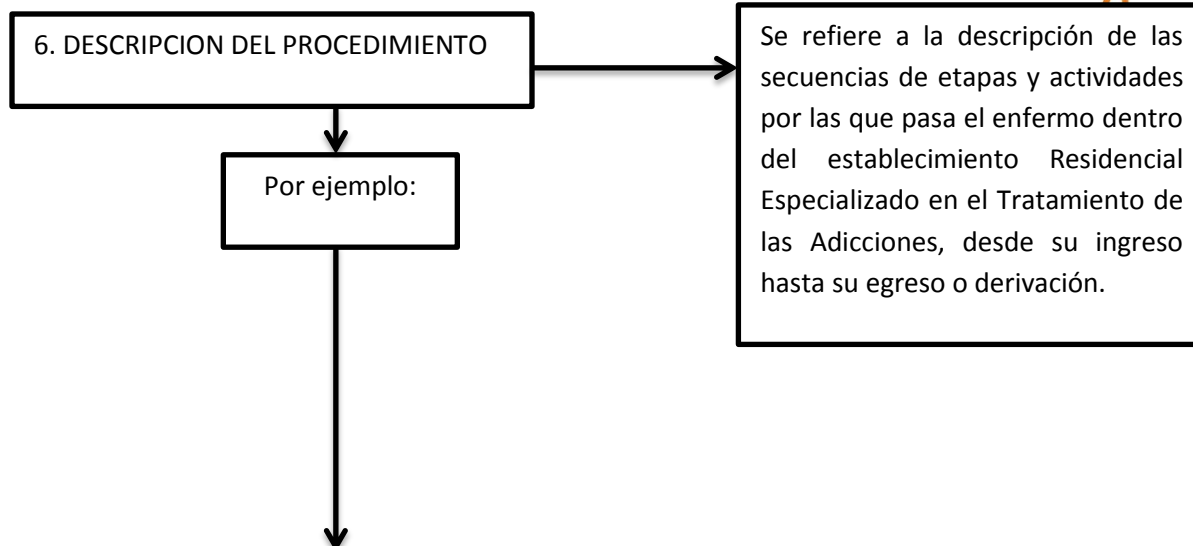 6. DESCRIPCION DEL PROCEDIMIENTO
Se refiere a la descripción de las
secuencias de etapas y actividades
por las que pasa el enfermo dentro
del establecimiento Residencial
Especializado en el Tratamiento de
las Adicciones, desde su ingreso
hasta su egreso o derivación.
Por ejemplo: